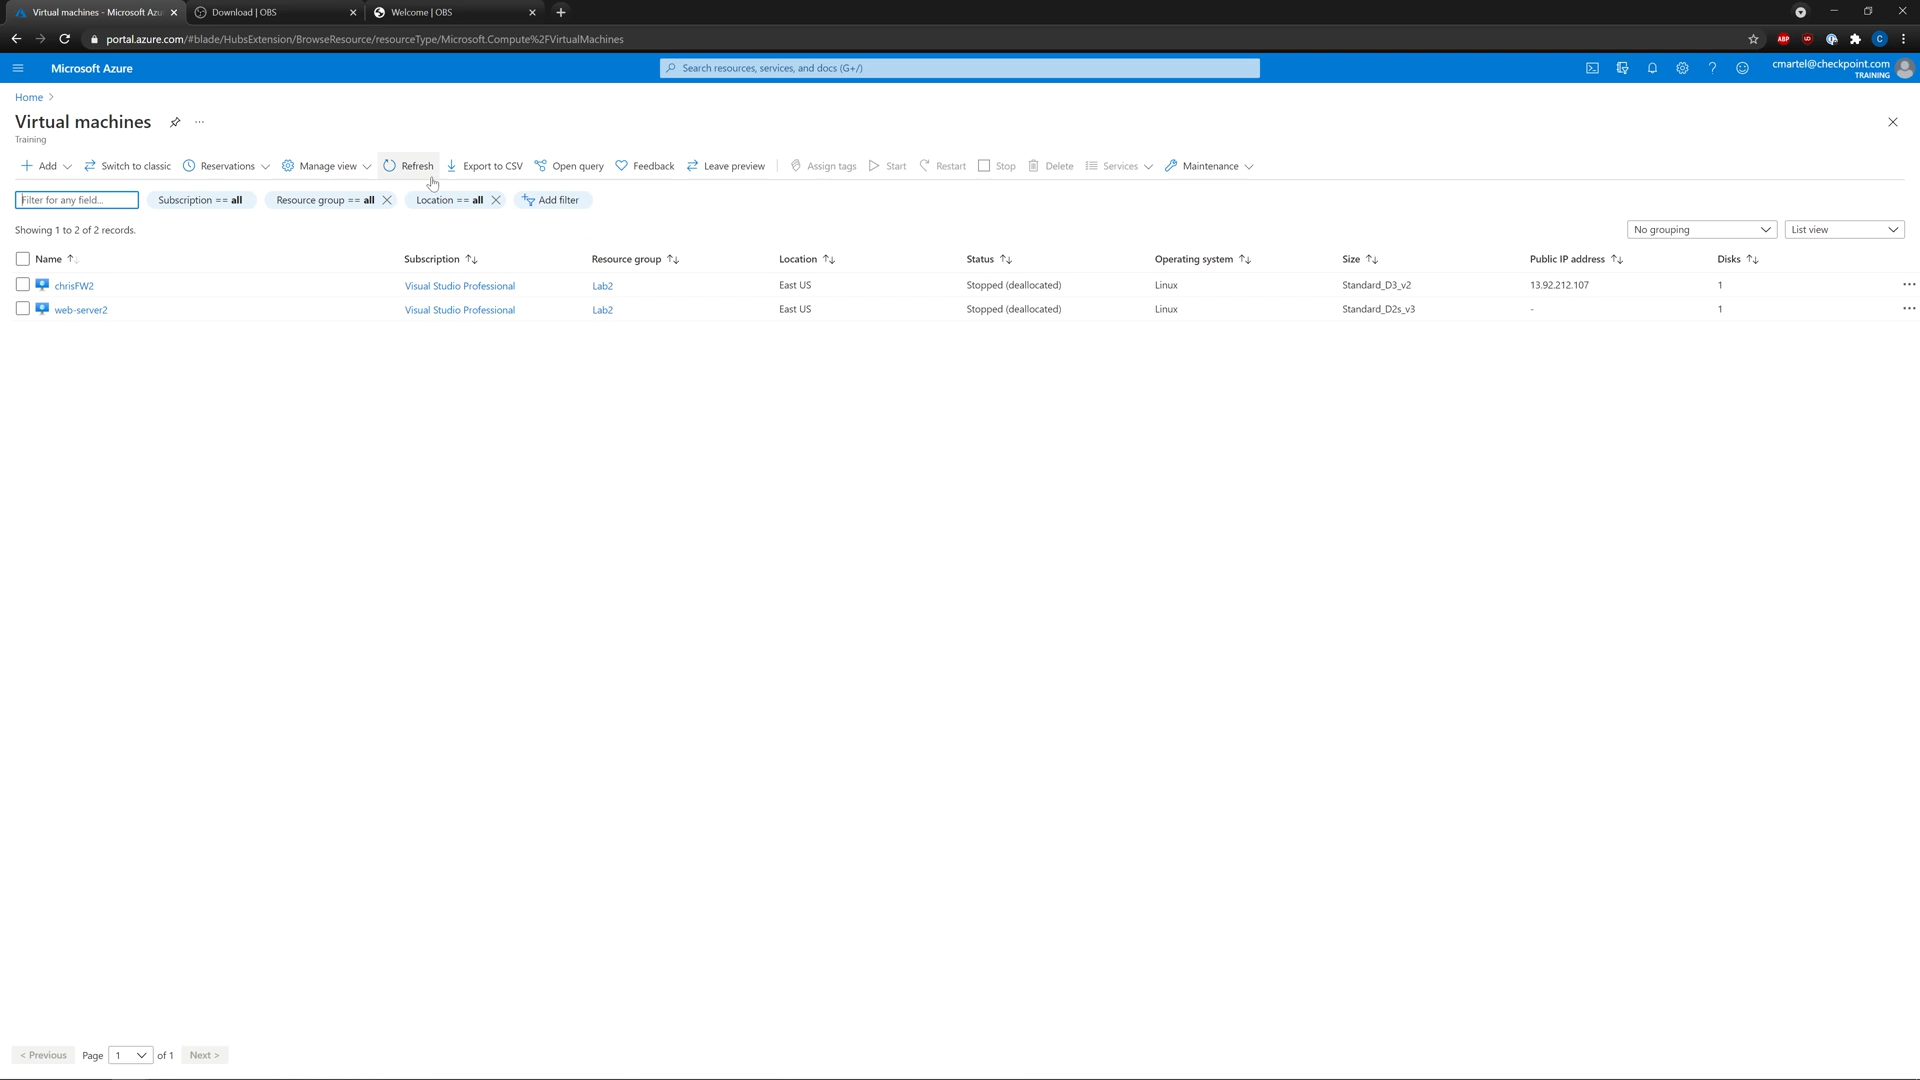 Virtual machines - Microsoft Azu
Download | OBS
Welcome | OBS
portal.azure.com/#blade/HubsExtension/BrowseResource/resourceType/Microsoft.Compute%2FVirtualMachines
ABP
C
Microsoft Azure
Search resources, services, and docs (G+/)
cmartel@checkpoint.com
TRAINING
Home >
Virtual machines
Training
Add
Switch to classic
Reservations
Manage view
Refresh
Export to CSV
Open query
Feedback
Leave preview
Assign tags
Start
Restart
Stop
Delete
Services
Maintenance
Filter for any field...
Subscription == all
Resource group == all
Location == all
Add filter
Showing 1 to 2 of 2 records.
No grouping
List view
Name
Subscription
Resource group
Location
Status
Operating system
Size
Public IP address
Disks
chrisFW2 Visual Studio Professional Lab2 East US Stopped (deallocated) Linux Standard_D3_v2 13.92.212.107 1
web-server2 Visual Studio Professional Lab2 East US Stopped (deallocated) Linux Standard_D2s_v3 - 1
< Previous Page 1 of 1 Next >